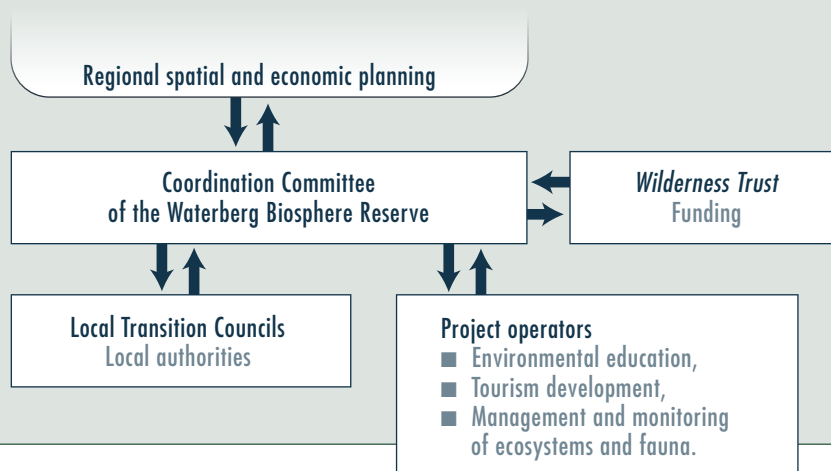 Regional spatial and economic planning
Coordination Committee
of the Waterberg Biosphere Reserve
Wilderness Trust
Funding
Local Transition Councils
Local authorities
Project operators
■ Environmental education,
■ Tourism development,
■ Management and monitoring
of ecosystems and fauna.